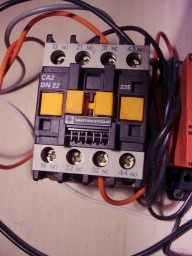 13 NO 21 NC 31 NC 43 NO
CA2
DN 22
22E
Telemecanique
14 NO 22 NC 32 NC 44 NO